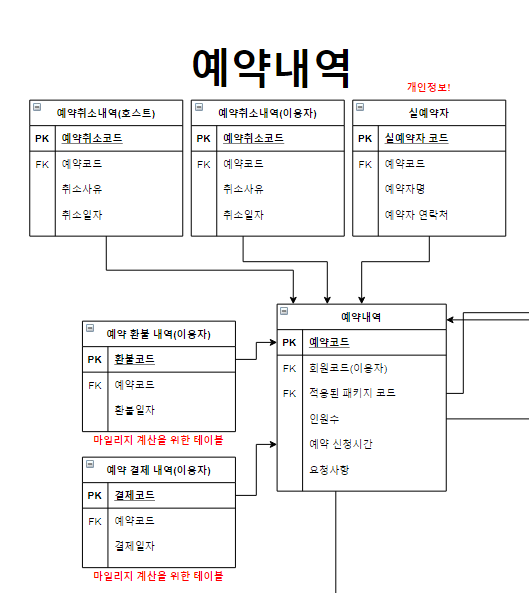 예약내역
개인정보!
예약취소내역(호스트)
PK 예약취소코드
FK 예약코드
취소사유
취소일자
예약취소내역(이용자)
PK 예약취소코드
FK 예약코드
취소사유
취소일자
실예약자
PK 실예약자 코드
FK 예약코드
예약자명
예약자 연락처
예약 환불 내역(이용자)
PK 환불코드
FK 예약코드
환불일자
마일리지 계산을 위한 테이블
예약내역
PK 예약코드
FK 회원코드(이용자)
FK 적용된 패키지 코드
인원수
예약 신청시간
요청사항
예약 결제 내역(이용자)
PK 결제코드
FK 예약코드
결제일자
마일리지 계산을 위한 테이블